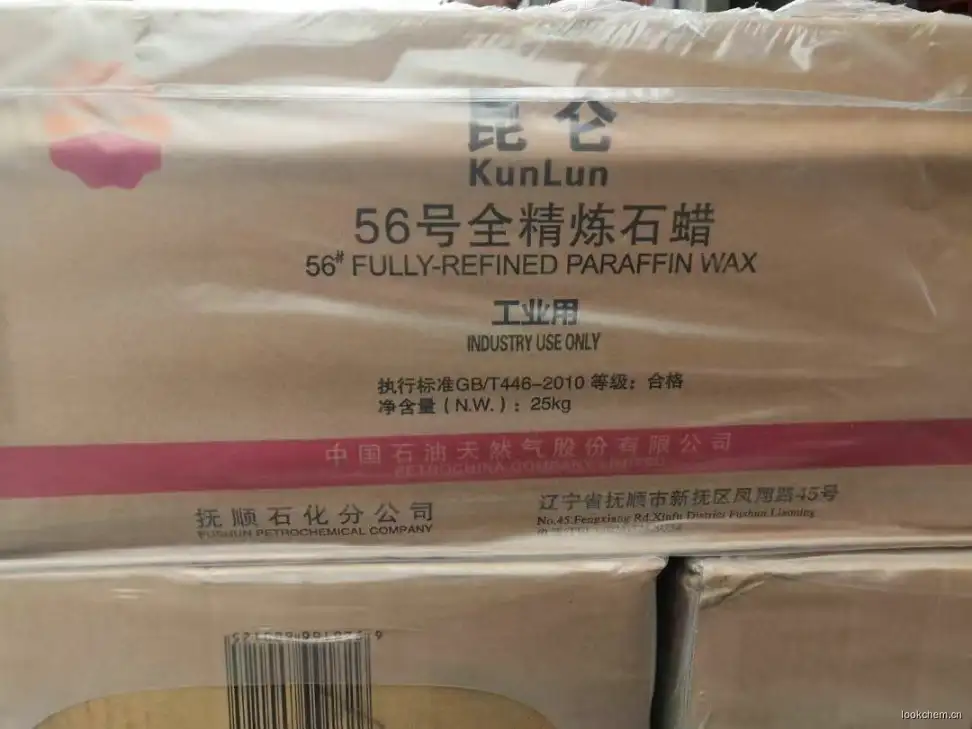 昆仑
KunLun
56号全精炼石蜡
56# FULLY-REFINED PARAFFIN WAX
工业用
INDUSTRY USE ONLY
执行标准GB/T446-2010 等级：合格
净含量（N.W.）：25kg
中国石油天然气股份有限公司
PETROCHINA COMPANY LIMITED
抚顺石化分公司
FUSHUN PETROCHEMICAL COMPANY
辽宁省抚顺市新抚区凤翔路45号
No.45.Fengxiang Rd.Xinfu District Fushun Liaoning
lookchem.cn